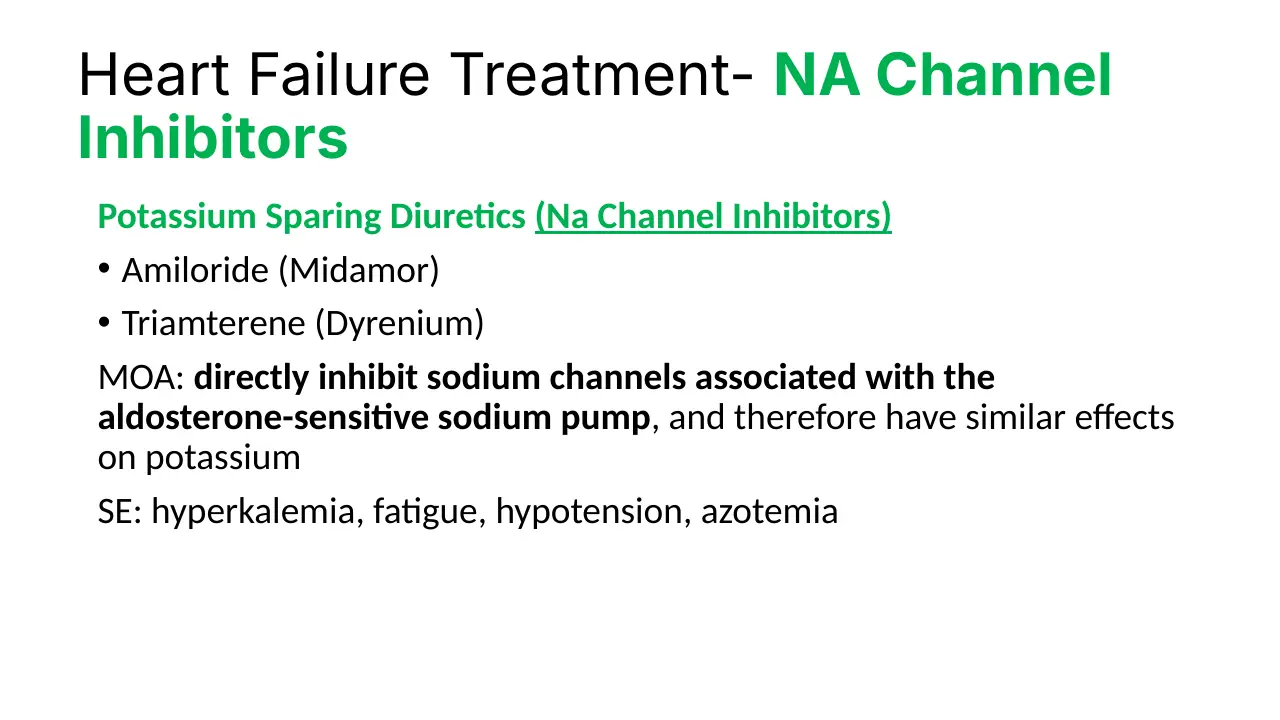 Heart Failure Treatment- NA Channel
Inhibitors
Potassium Sparing Diuretics (Na Channel Inhibitors)
• Amiloride (Midamor)
• Triamterene (Dyrenium)
MOA: directly inhibit sodium channels associated with the
aldosterone-sensitive sodium pump, and therefore have similar effects
on potassium
SE: hyperkalemia, fatigue, hypotension, azotemia